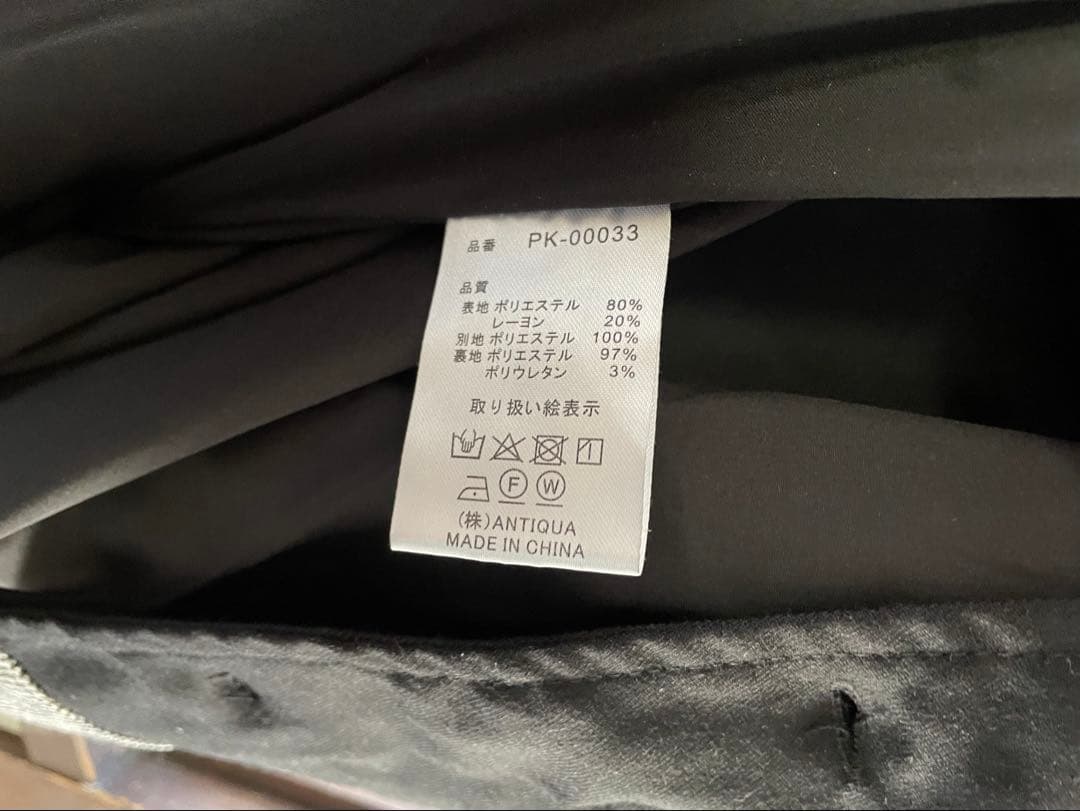 品番 PK-00033
品質
表地 ポリエステル 80%
レーヨン 20%
別地 ポリエステル 100%
裏地 ポリエステル 97%
ポリウレタン 3%
取り扱い絵表示
F W
(株)ANTIQUA
MADE IN CHINA